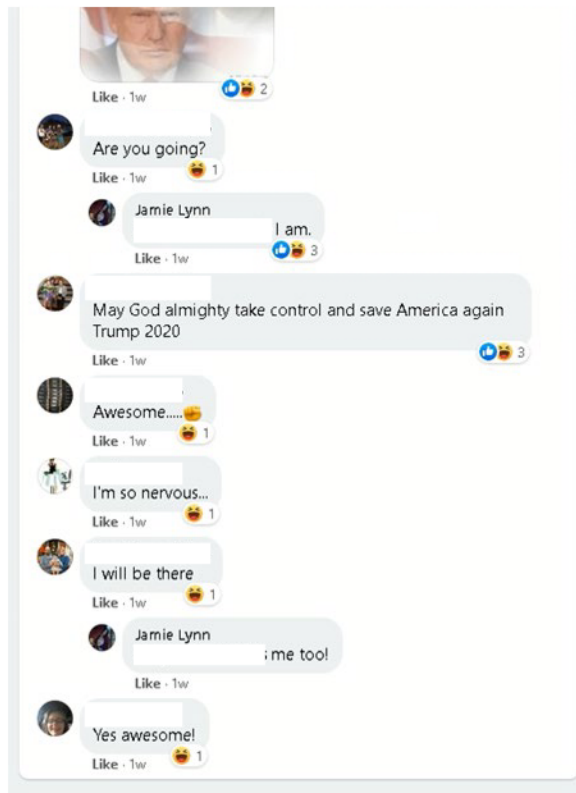 2
Like · 1w
Are you going?
1
Like · 1w
Jamie Lynn
I am.
3
Like · 1w
May God almighty take control and save America again
Trump 2020
3
Like · 1w
Awesome.....✊
1
Like · 1w
I'm so nervous...
1
Like · 1w
I will be there
1
Like · 1w
Jamie Lynn
me too!
Like · 1w
Yes awesome!
1
Like · 1w